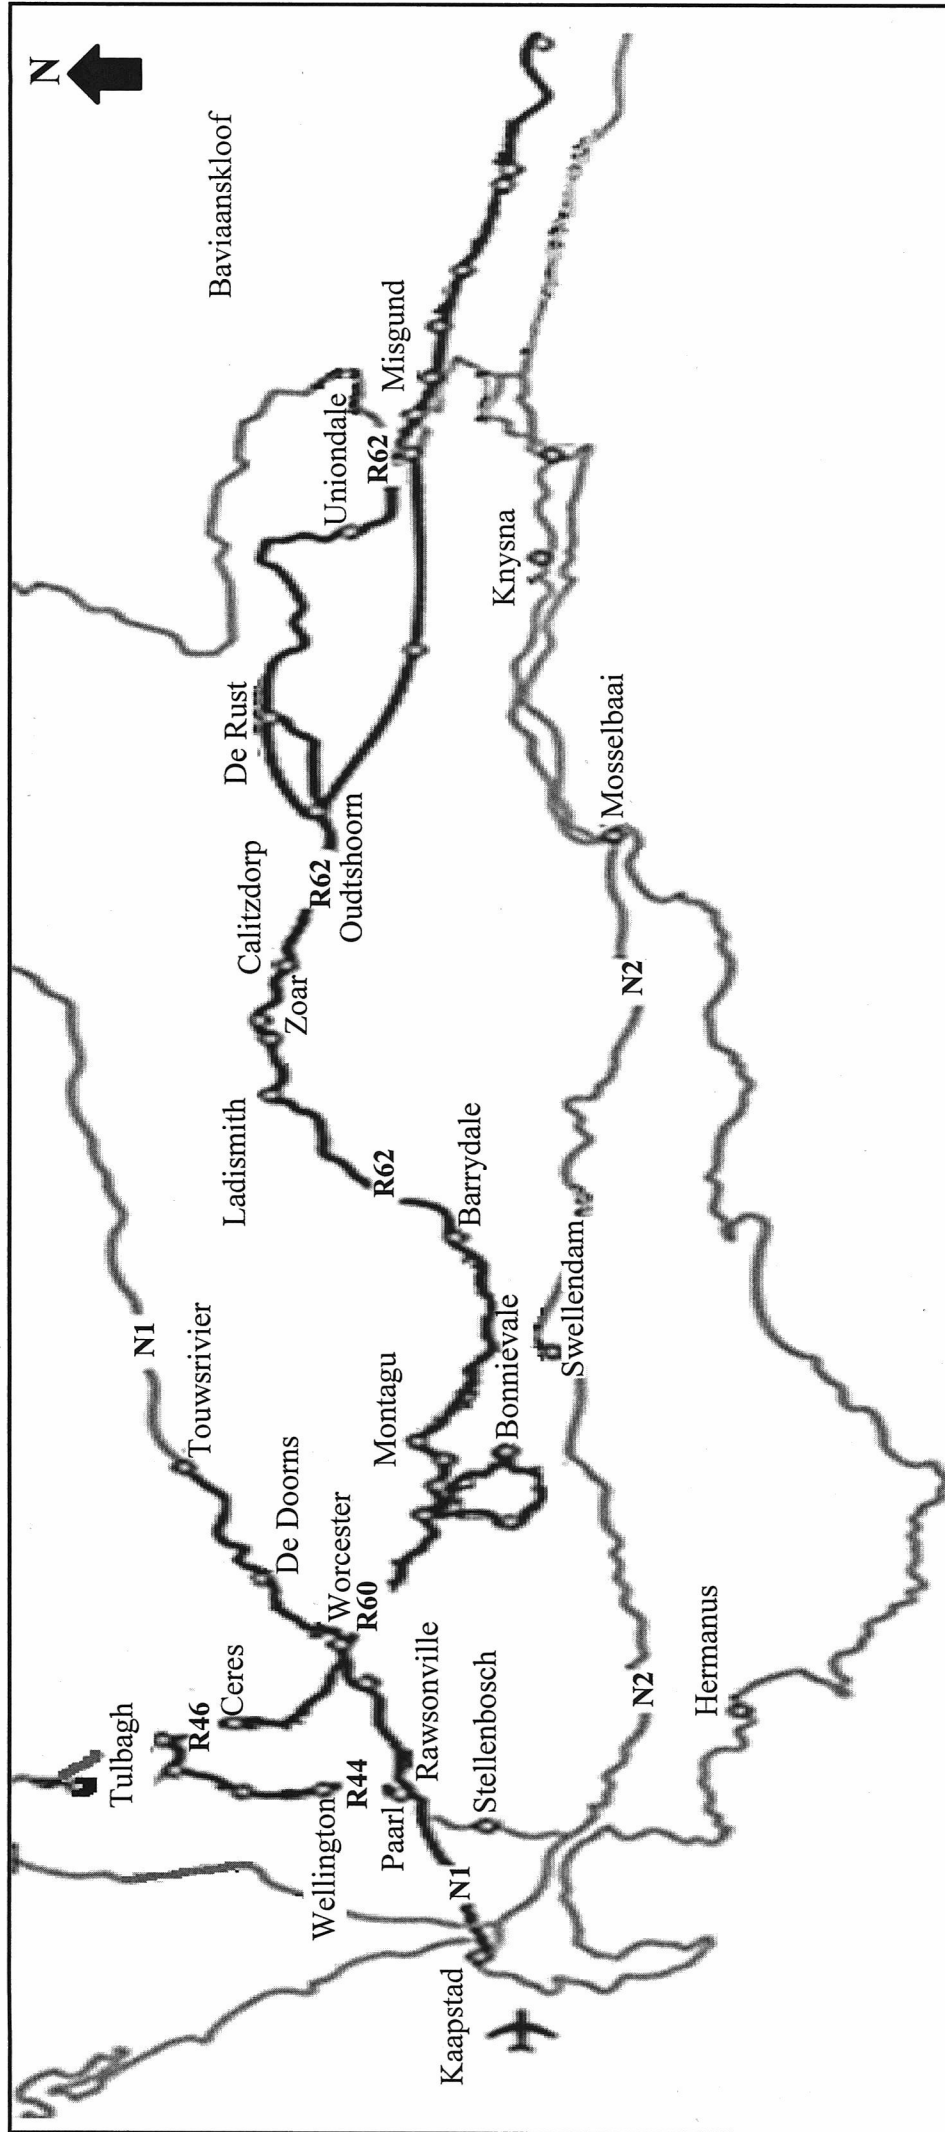 N
Baviaanskloof
Misgund
Uniondale
R62
Knysna
De Rust
Mosselbaai
Oudtshoorn
R62
Calitzdorp
Zoar
N2
Ladismith
R62
Barrydale
Swellendam
Bonnievale
Montagu
N1
Touwsrivier
De Doorns
Worcester
R60
Ceres
R46
Tulbagh
Rawsonville
R44
Wellington
Paarl
Stellenbosch
N2
Hermanus
N1
Kaapstad